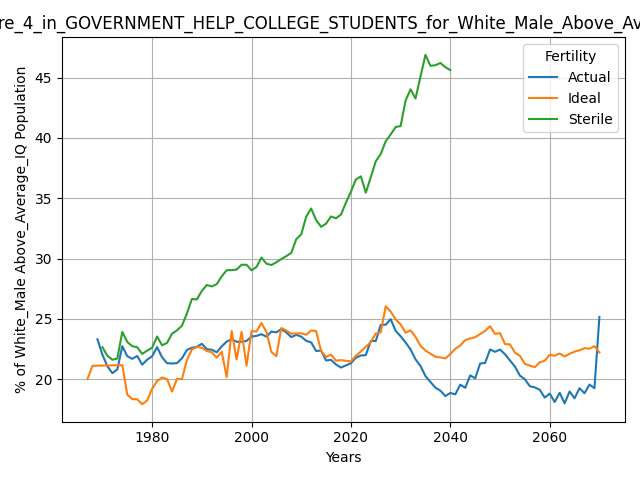 re_4_in_GOVERNMENT_HELP_COLLEGE_STUDENTS_for_White_Male_Above_Av
Fertility
Actual
Ideal
Sterile
% of White_Male Above_Average_IQ Population
45
40
35
30
25
20
1980
2000
2020
2040
2060
Years